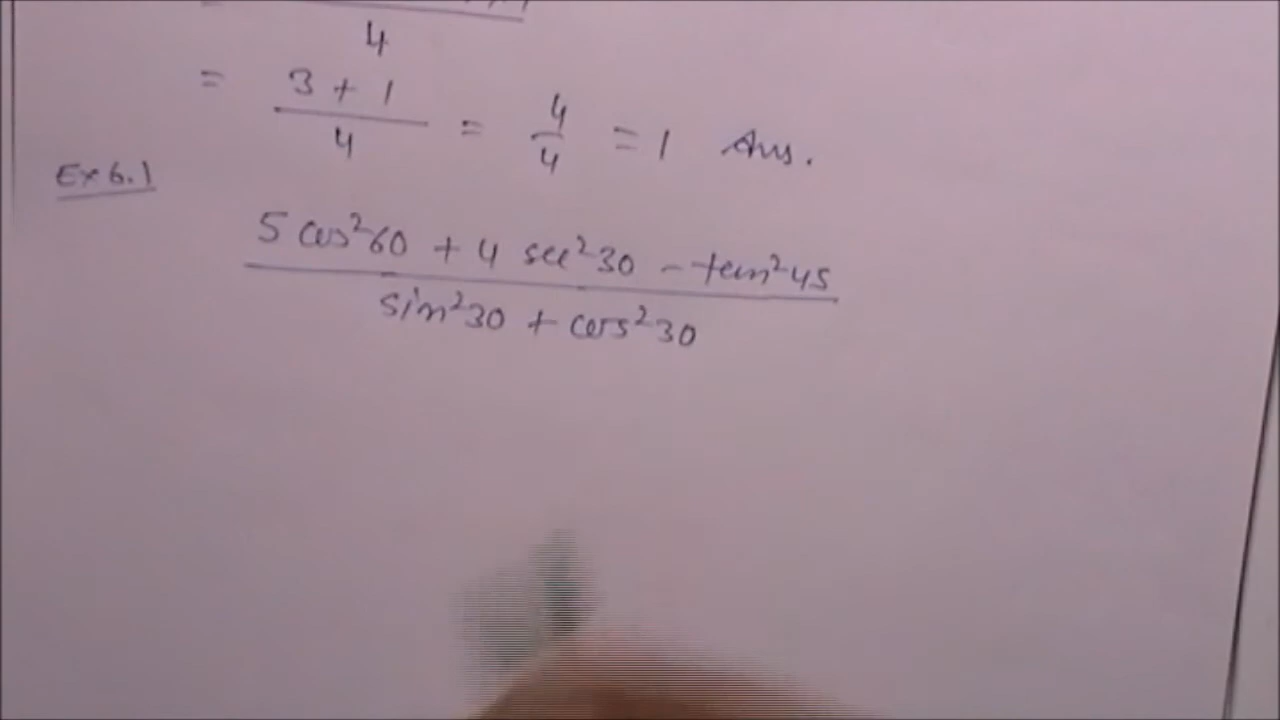 4
= 3 + 1 / 4 = 4 / 4 = 1 Ans.
Ex 6.1
5 cos²60 + 4 sec²30 - tan²45
sin²30 + cos²30